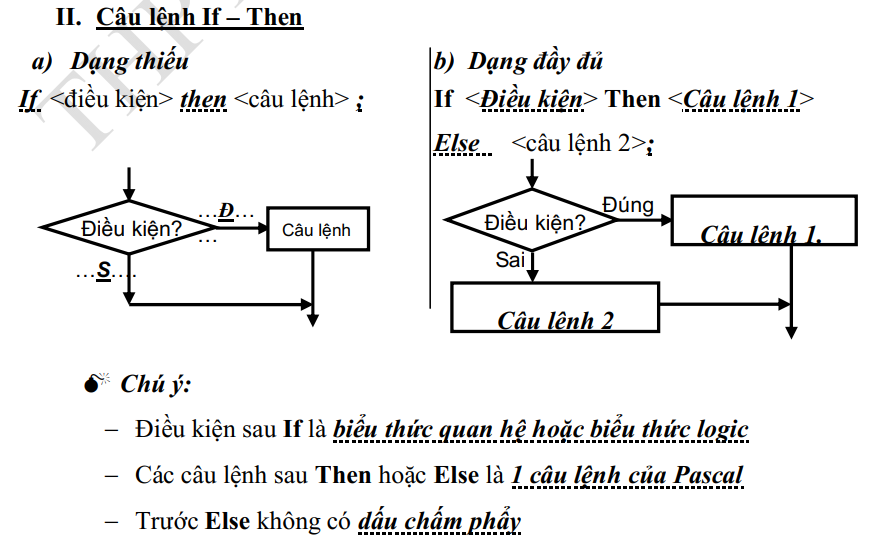 II. Câu lệnh If – Then
a) Dạng thiếu
If <điều kiện> then <câu lệnh> ;
Điều kiện?
…Đ…
…
Câu lệnh
…S….
b) Dạng đầy đủ
If <Điều kiện> Then <Câu lệnh 1>
Else <câu lệnh 2>;
Điều kiện?
Đúng
Câu lệnh 1.
Sai
Câu lệnh 2
Chú ý:
– Điều kiện sau If là biểu thức quan hệ hoặc biểu thức logic
– Các câu lệnh sau Then hoặc Else là 1 câu lệnh của Pascal
– Trước Else không có dấu chấm phẩy